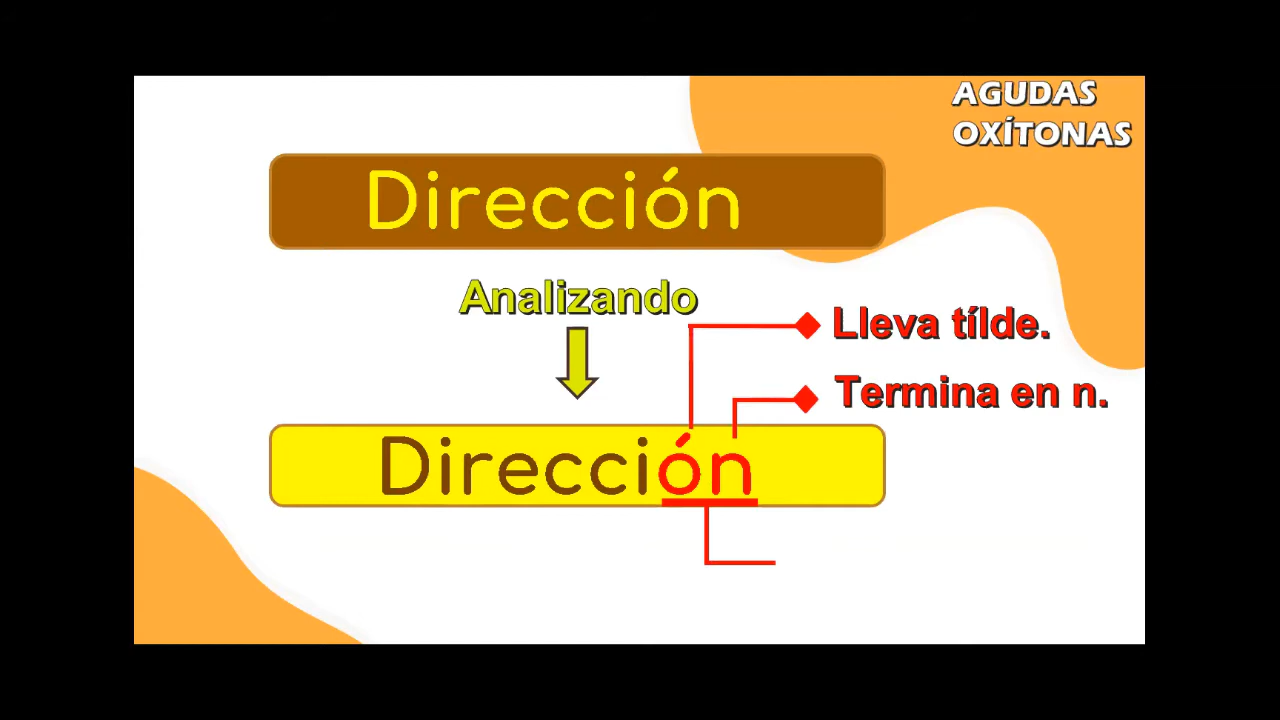 AGUDAS
OXÍTONAS
Dirección
Analizando
Lleva tílde.
Termina en n.
Dirección